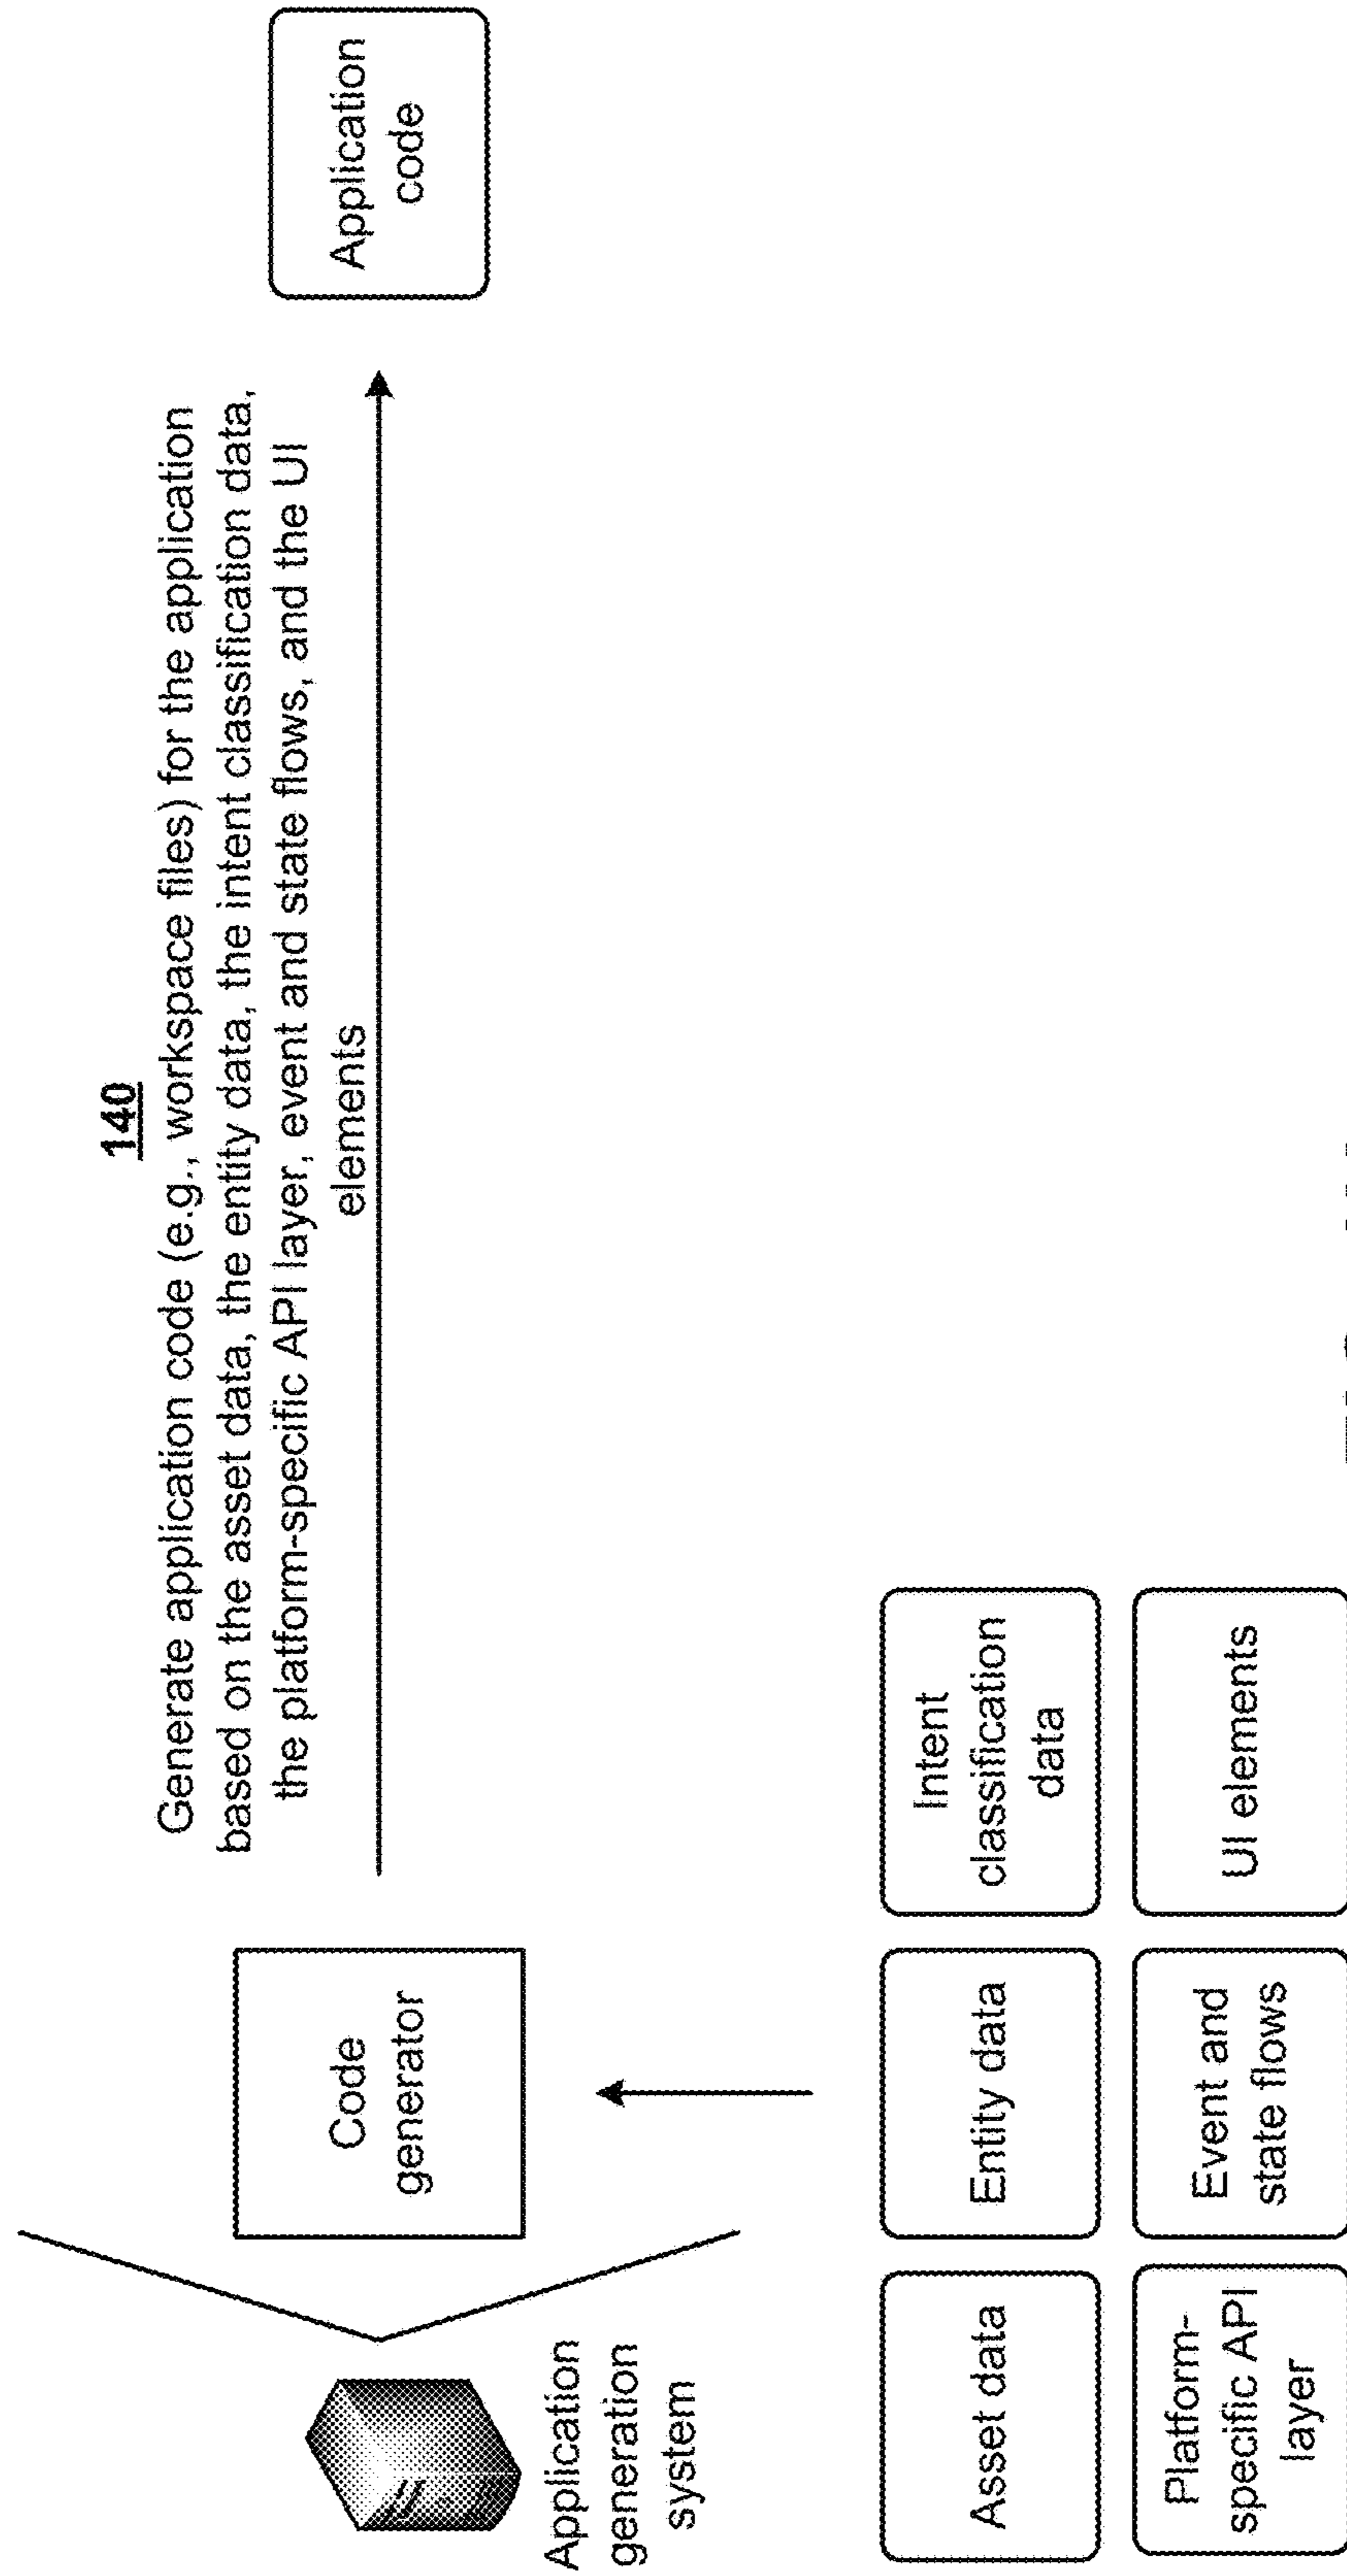 140
Generate application code (e.g., workspace files) for the application
based on the asset data, the entity data, the intent classification data,
the platform-specific API layer, event and state flows, and the UI
elements
Application
generation
system
Code
generator
Application
code
Asset data
Entity data
Intent
classification
data
Platform-
specific API
layer
Event and
state flows
UI elements